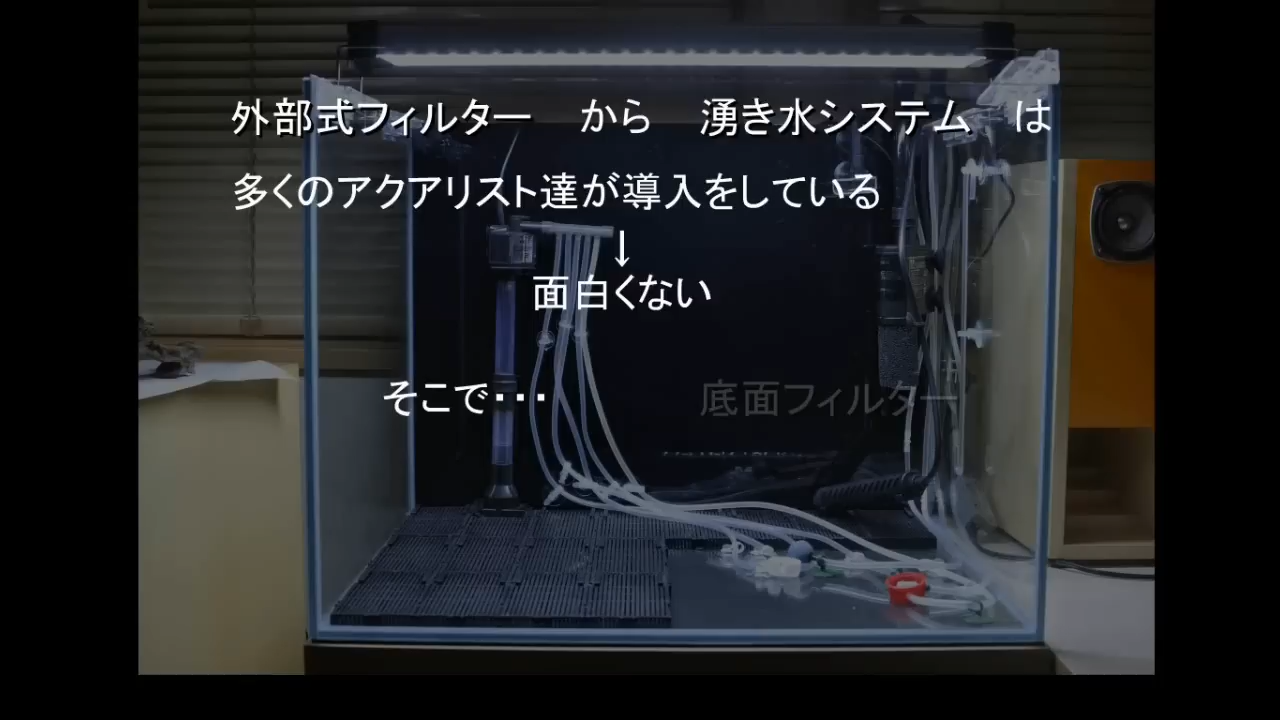 外部式フィルター　から　湧き水システム　は
多くのアクアリスト達が導入をしている
↓
面白くない
そこで・・・　底面フィルター